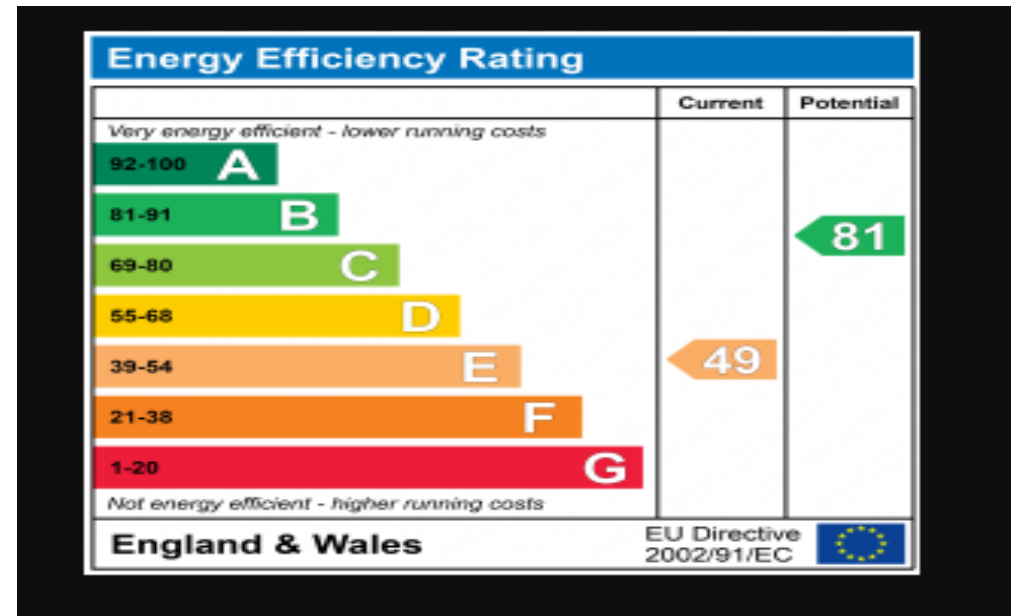 Energy Efficiency Rating
Current Potential
Very energy efficient - lower running costs
92-100 A
81-91 B
81
69-80 C
55-68 D
39-54 E
49
21-38 F
1-20 G
Not energy efficient - higher running costs
England & Wales
EU Directive
2002/91/EC